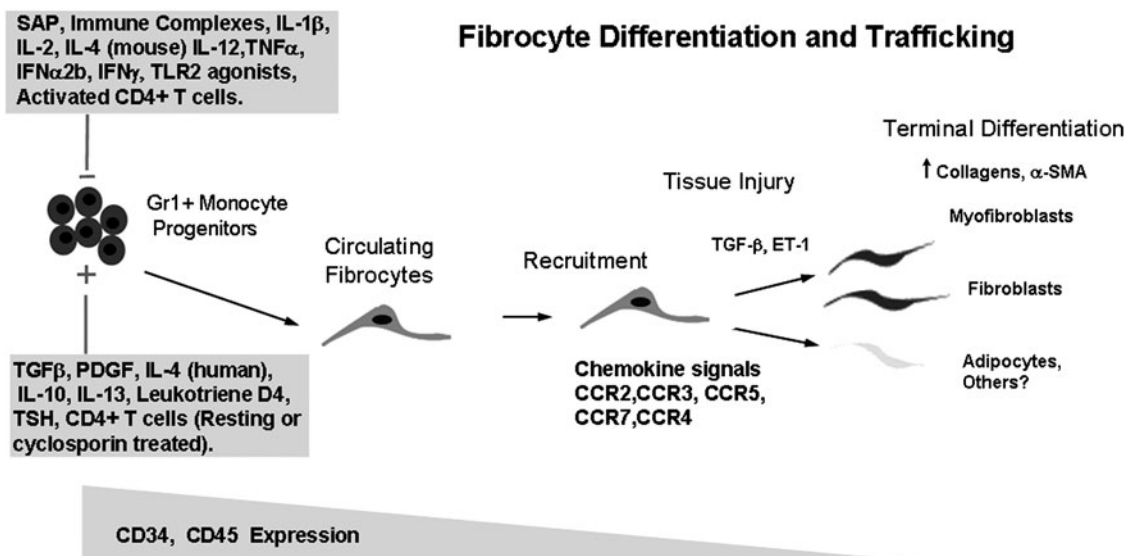 SAP, Immune Complexes, IL-1β,
IL-2, IL-4 (mouse) IL-12,TNFα,
IFNα2b, IFNγ, TLR2 agonists,
Activated CD4+ T cells.
Fibrocyte Differentiation and Trafficking
−
Gr1+ Monocyte
Progenitors
+
TGFβ, PDGF, IL-4 (human),
IL-10, IL-13, Leukotriene D4,
TSH, CD4+ T cells (Resting or
cyclosporin treated).
Circulating
Fibrocytes
Recruitment
Chemokine signals
CCR2,CCR3, CCR5,
CCR7,CCR4
Tissue Injury
TGF-β, ET-1
Terminal Differentiation
↑ Collagens, α-SMA
Myofibroblasts
Fibroblasts
Adipocytes,
Others?
CD34, CD45 Expression